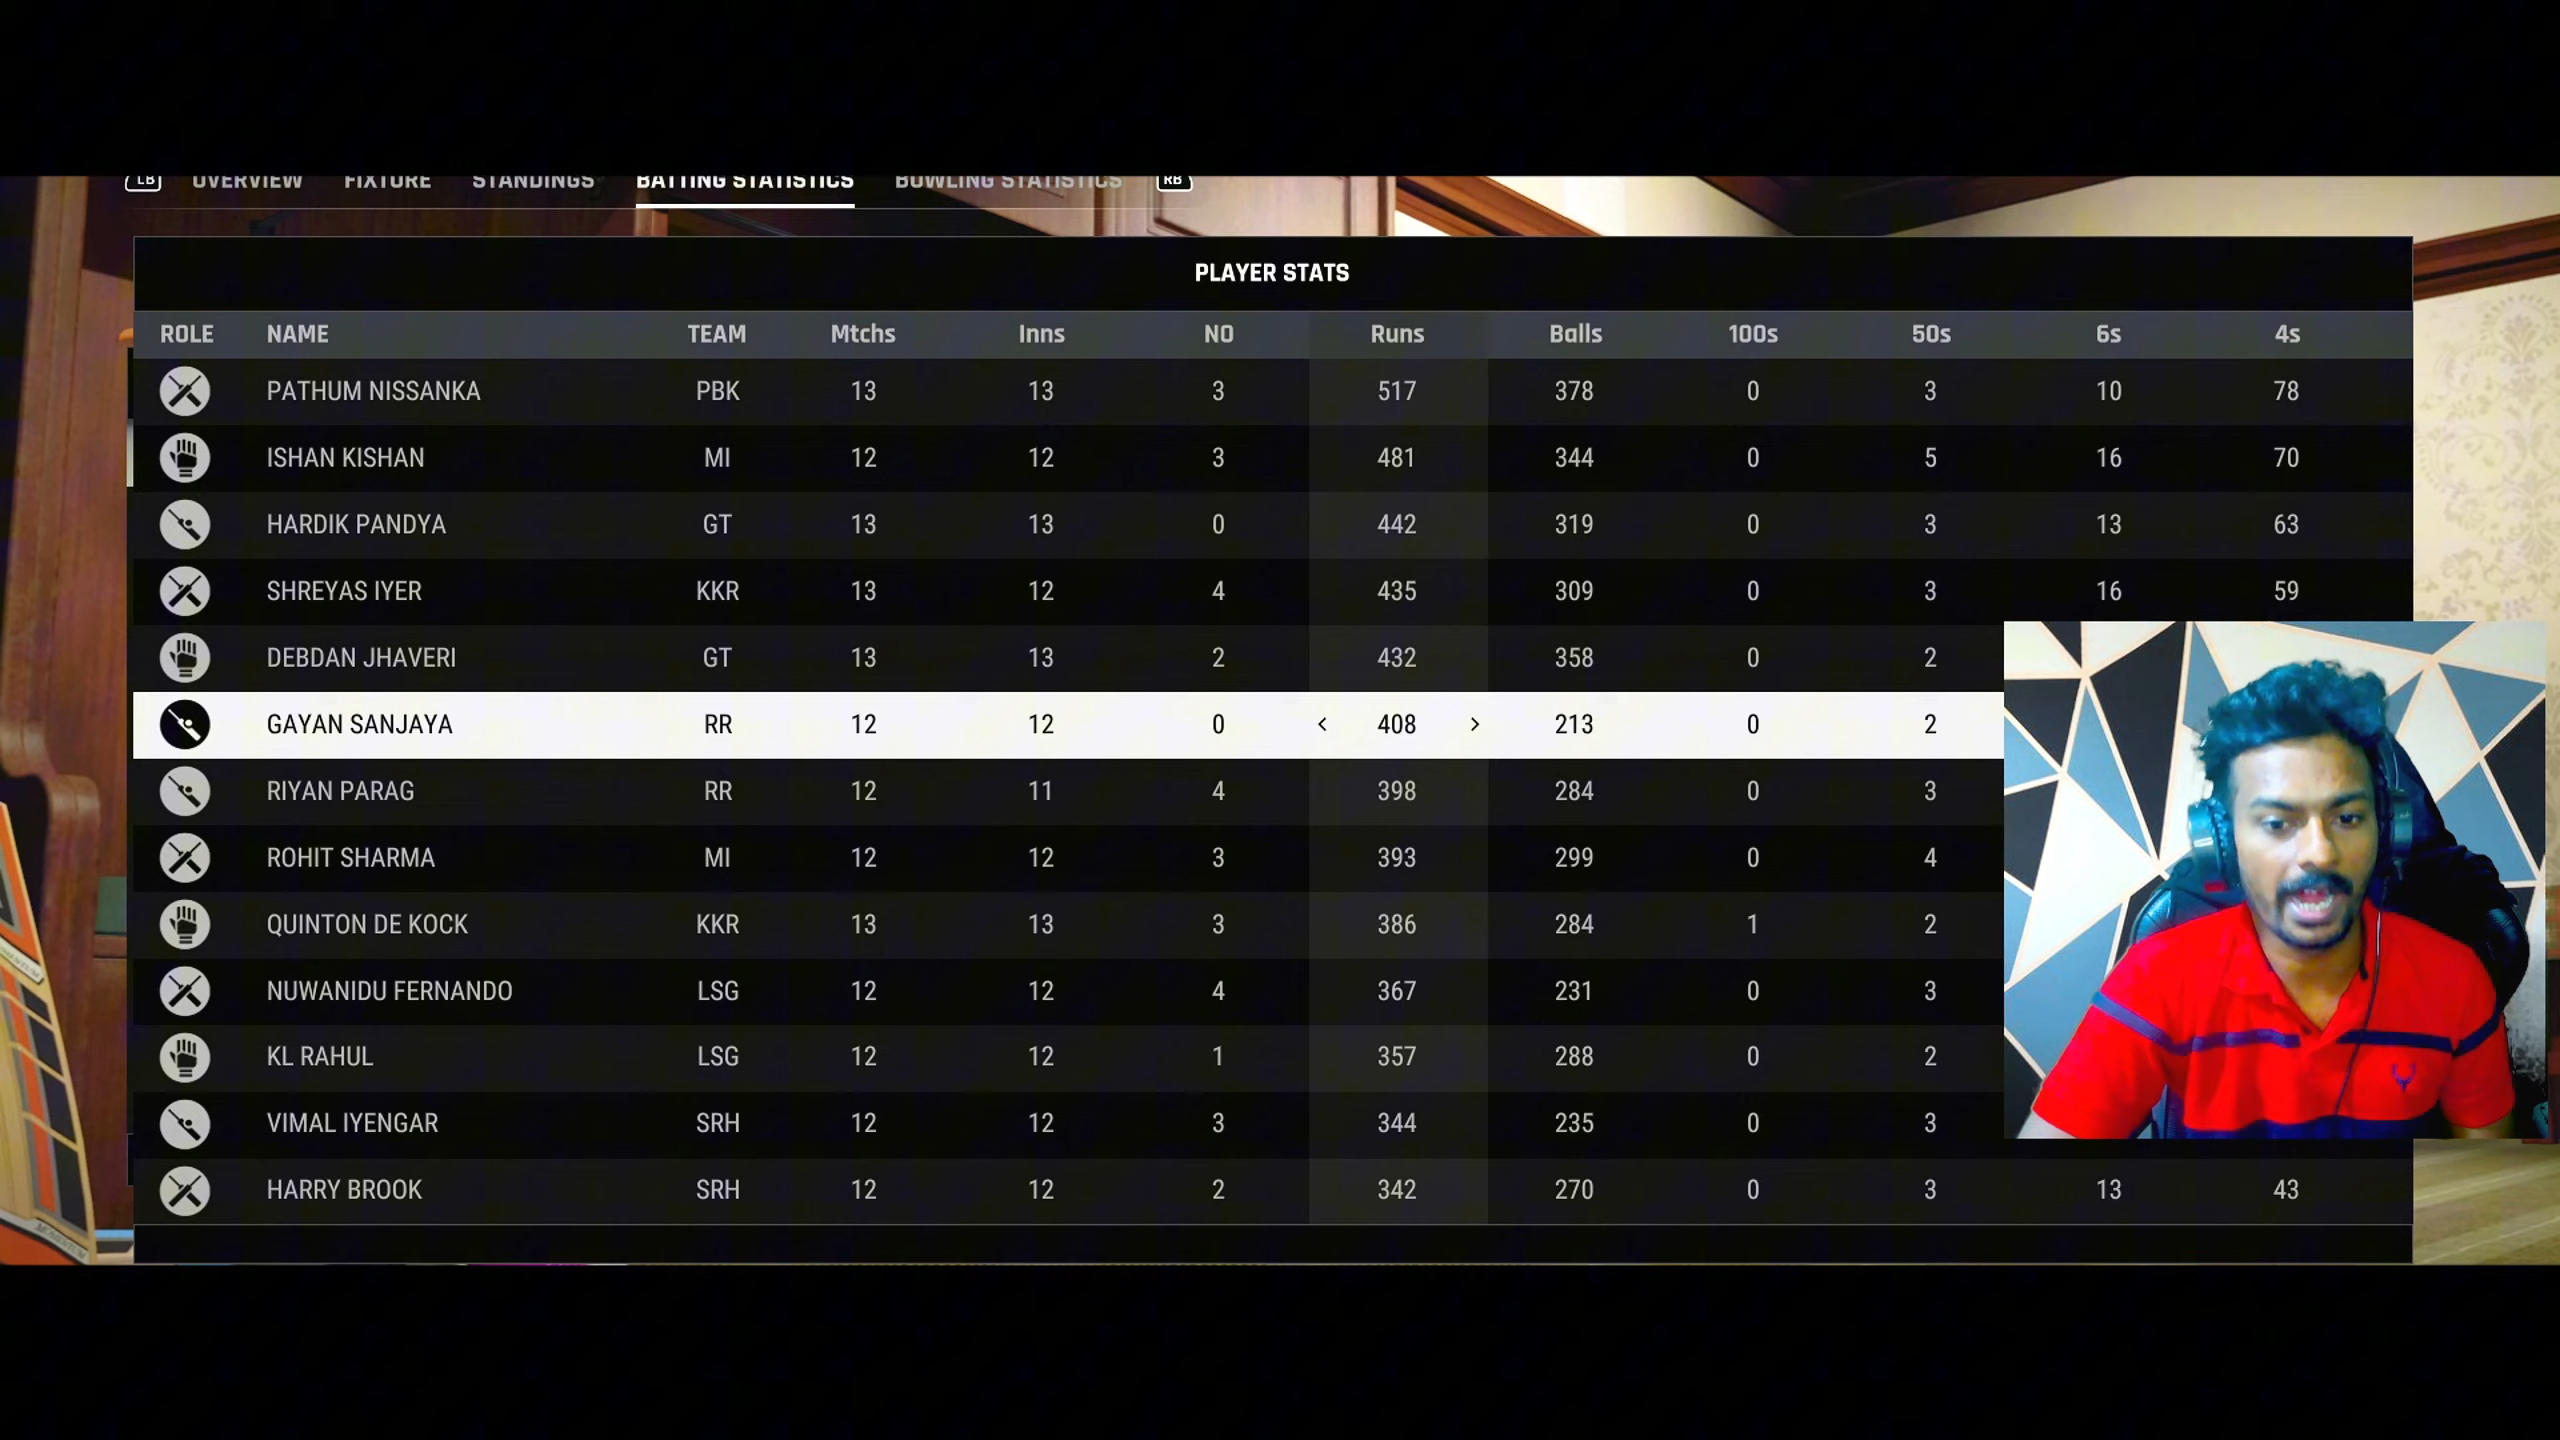 LB OVERVIEW FIXTURE STANDINGS BATTING STATISTICS BOWLING STATISTICS RB
PLAYER STATS
ROLE NAME TEAM Mtchs Inns NO Runs Balls 100s 50s 6s 4s
PATHUM NISSANKA PBK 13 13 3 517 378 0 3 10 78
ISHAN KISHAN MI 12 12 3 481 344 0 5 16 70
HARDIK PANDYA GT 13 13 0 442 319 0 3 13 63
SHREYAS IYER KKR 13 12 4 435 309 0 3 16 59
DEBDAN JHAVERI GT 13 13 2 432 358 0 2
GAYAN SANJAYA RR 12 12 0 < 408 > 213 0 2
RIYAN PARAG RR 12 11 4 398 284 0 3
ROHIT SHARMA MI 12 12 3 393 299 0 4
QUINTON DE KOCK KKR 13 13 3 386 284 1 2
NUWANIDU FERNANDO LSG 12 12 4 367 231 0 3
KL RAHUL LSG 12 12 1 357 288 0 2
VIMAL IYENGAR SRH 12 12 3 344 235 0 3
HARRY BROOK SRH 12 12 2 342 270 0 3 13 43
MOMENTUM